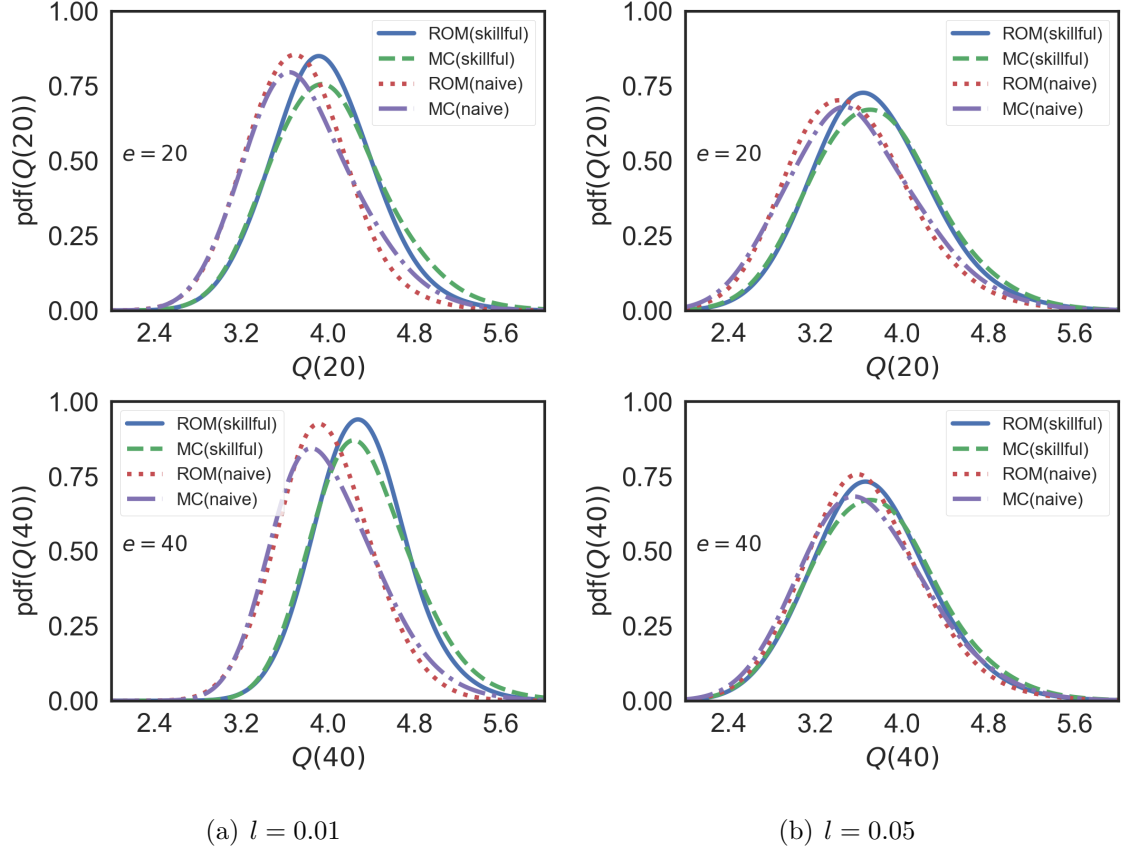 pdf(Q(20))
1.00
0.75
0.50
0.25
0.00
e = 20
ROM(skillful)
MC(skillful)
ROM(naive)
MC(naive)
2.4 3.2 4.0 4.8 5.6
Q(20)
pdf(Q(20))
1.00
0.75
0.50
0.25
0.00
e = 20
ROM(skillful)
MC(skillful)
ROM(naive)
MC(naive)
2.4 3.2 4.0 4.8 5.6
Q(20)
pdf(Q(40))
1.00
0.75
0.50
0.25
0.00
ROM(skillful)
MC(skillful)
ROM(naive)
MC(naive)
e = 40
2.4 3.2 4.0 4.8 5.6
Q(40)
pdf(Q(40))
1.00
0.75
0.50
0.25
0.00
ROM(skillful)
MC(skillful)
ROM(naive)
MC(naive)
e = 40
2.4 3.2 4.0 4.8 5.6
Q(40)
(a) l = 0.01
(b) l = 0.05